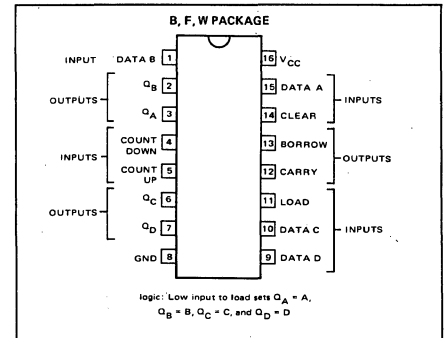 B, F, W PACKAGE
INPUT DATA B 1
16 VCC
QB 2
15 DATA A
OUTPUTS
INPUTS
QA 3
14 CLEAR
COUNT DOWN 4
13 BORROW
INPUTS
OUTPUTS
COUNT UP 5
12 CARRY
QC 6
11 LOAD
OUTPUTS
QD 7
10 DATA C
INPUTS
GND 8
9 DATA D
logic: Low input to load sets QA = A,
QB = B, QC = C, and QD = D